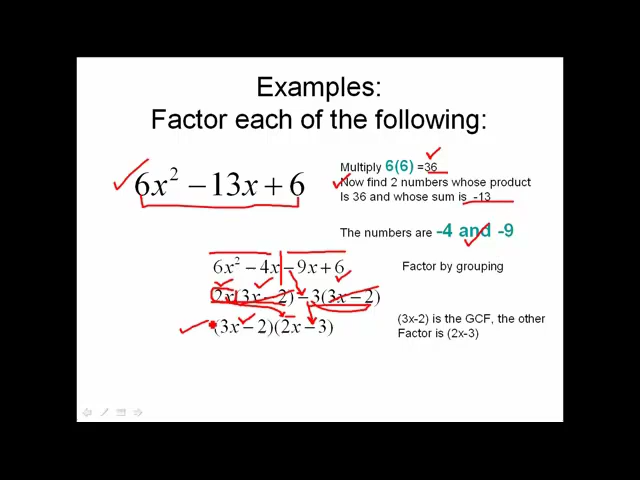 Examples:
Factor each of the following:
6x² − 13x + 6
Multiply 6(6) =36
Now find 2 numbers whose product
Is 36 and whose sum is -13
The numbers are -4 and -9
6x² − 4x − 9x + 6
Factor by grouping
2x(3x − 2) − 3(3x − 2)
(3x − 2)(2x − 3)
(3x-2) is the GCF, the other
Factor is (2x-3)